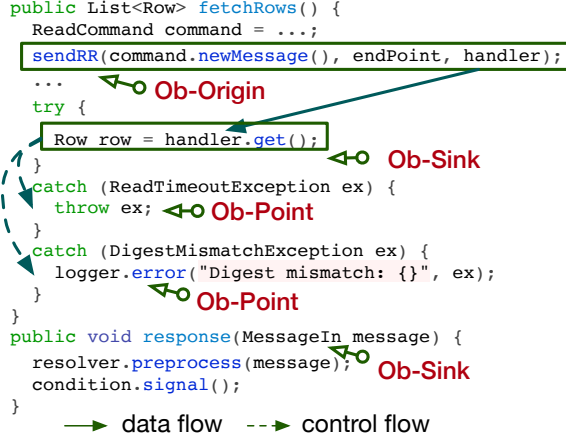 public List<Row> fetchRows() {
ReadCommand command = ...;
sendRR(command.newMessage(), endPoint, handler);
...
Ob-Origin
try {
Row row = handler.get();
}
Ob-Sink
catch (ReadTimeoutException ex) {
throw ex;
Ob-Point
}
catch (DigestMismatchException ex) {
logger.error("Digest mismatch: {}", ex);
}
Ob-Point
}
public void response(MessageIn message) {
resolver.preprocess(message);
Ob-Sink
condition.signal();
}
data flow
control flow